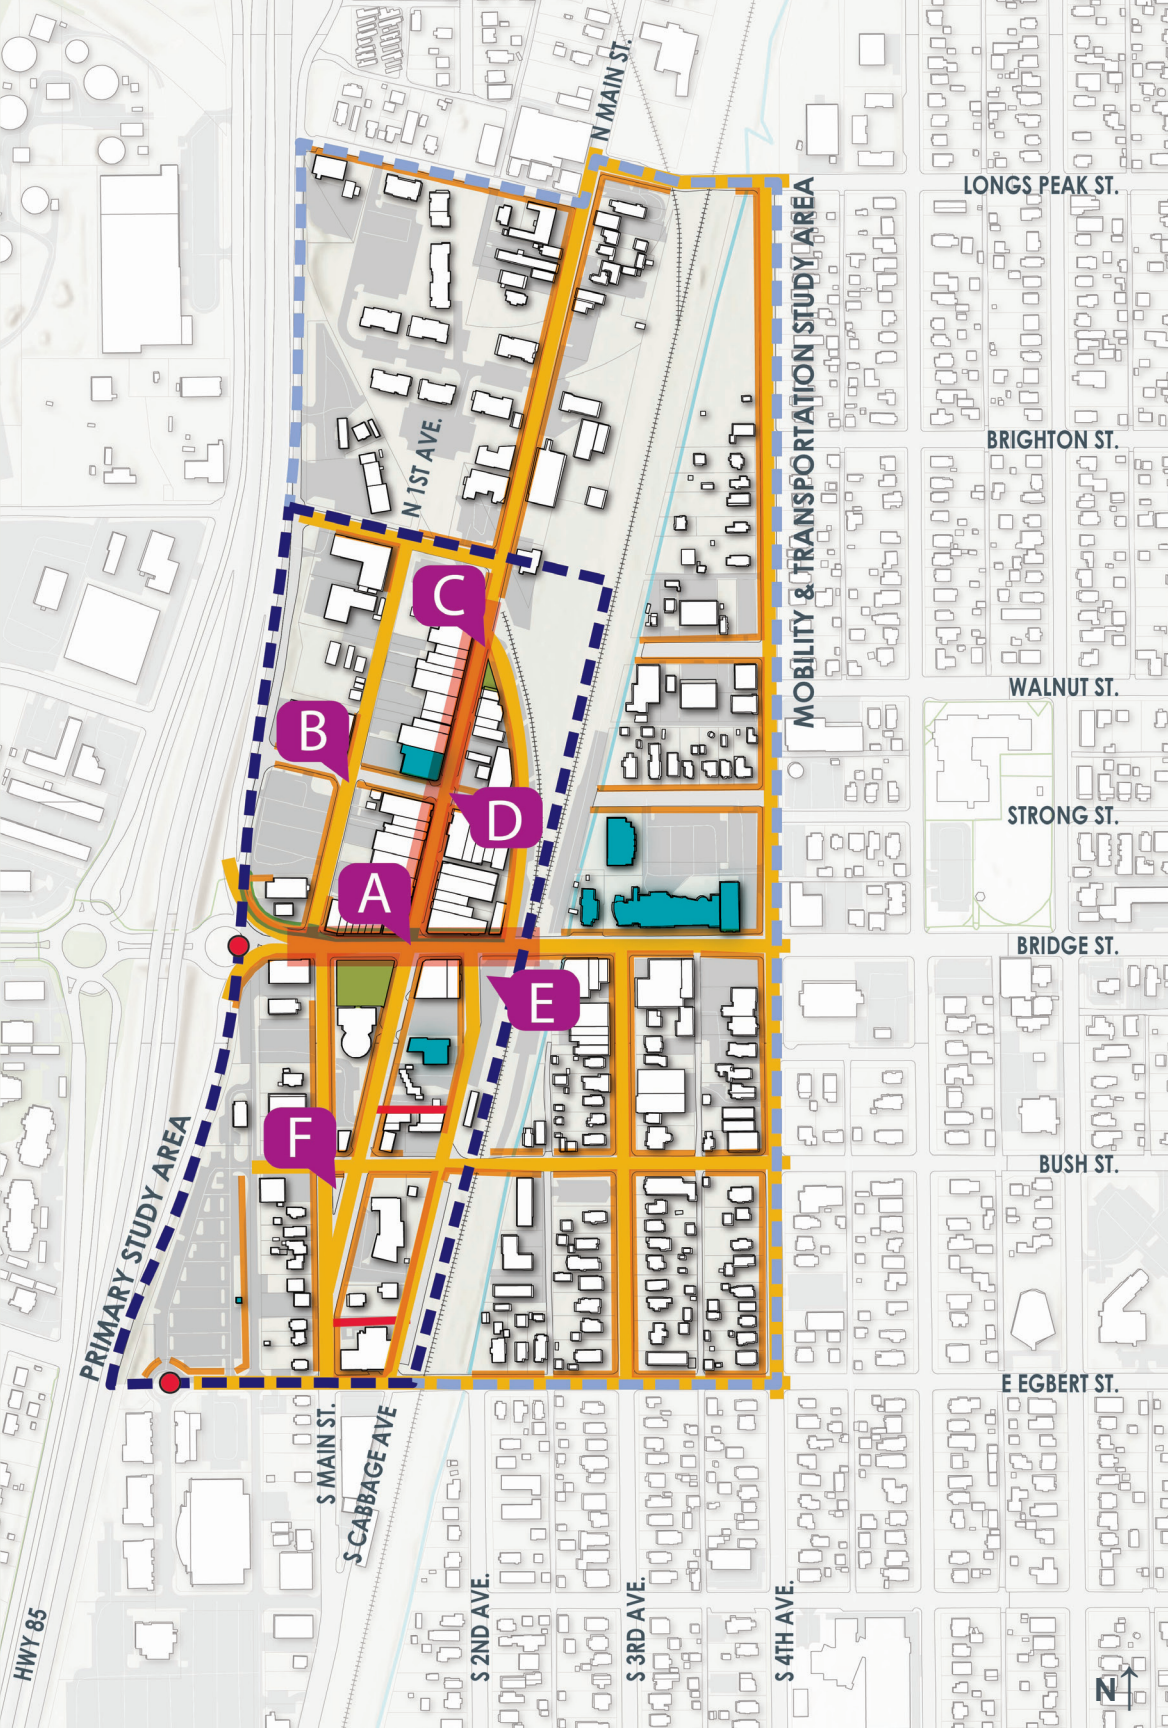 N MAIN ST.
LONGS PEAK ST.
MOBILITY & TRANSPORTATION STUDY AREA
BRIGHTON ST.
N 1ST AVE.
C
WALNUT ST.
B
D
STRONG ST.
A
BRIDGE ST.
E
F
BUSH ST.
PRIMARY STUDY AREA
E EGBERT ST.
S MAIN ST.
S CABBAGE AVE
HWY 85
S 2ND AVE.
S 3RD AVE.
S 4TH AVE.
N